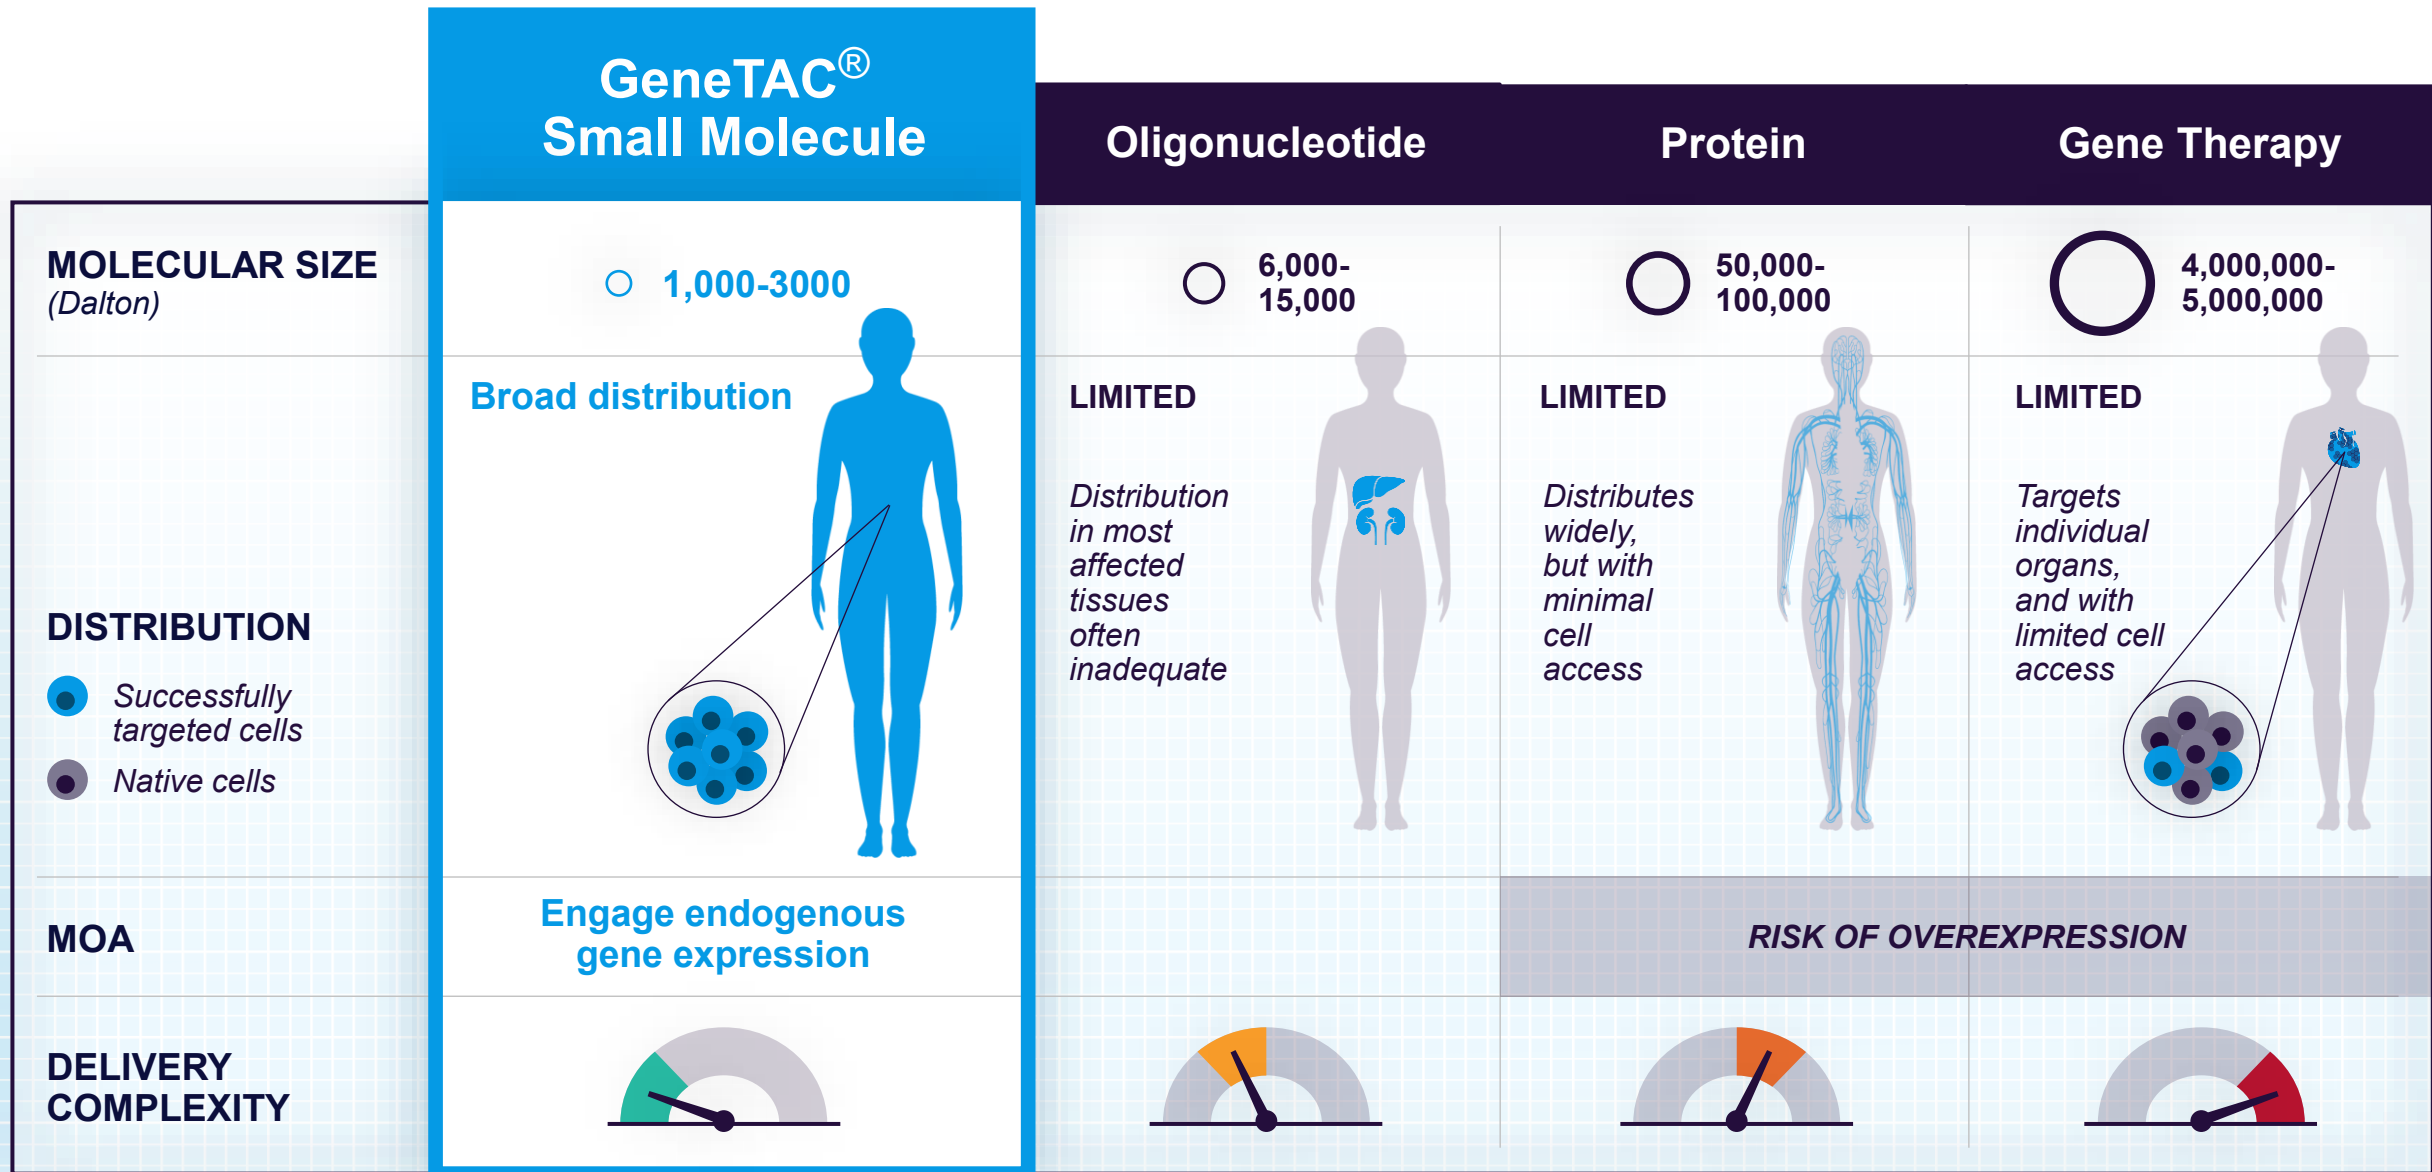 GeneTAC®
Small Molecule
Oligonucleotide
Protein
Gene Therapy
MOLECULAR SIZE
(Dalton)
1,000-3000
6,000-
15,000
50,000-
100,000
4,000,000-
5,000,000
DISTRIBUTION
Successfully
targeted cells
Native cells
Broad distribution
LIMITED
Distribution
in most
affected
tissues
often
inadequate
LIMITED
Distributes
widely,
but with
minimal
cell
access
LIMITED
Targets
individual
organs,
and with
limited cell
access
MOA
Engage endogenous
gene expression
RISK OF OVEREXPRESSION
DELIVERY
COMPLEXITY